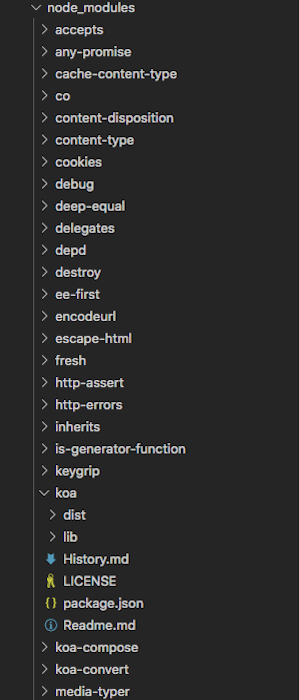 node_modules
accepts
any-promise
cache-content-type
co
content-disposition
content-type
cookies
debug
deep-equal
delegates
depd
destroy
ee-first
encodeurl
escape-html
fresh
http-assert
http-errors
inherits
is-generator-function
keygrip
koa
dist
lib
History.md
LICENSE
{} package.json
Readme.md
koa-compose
koa-convert
media-typer